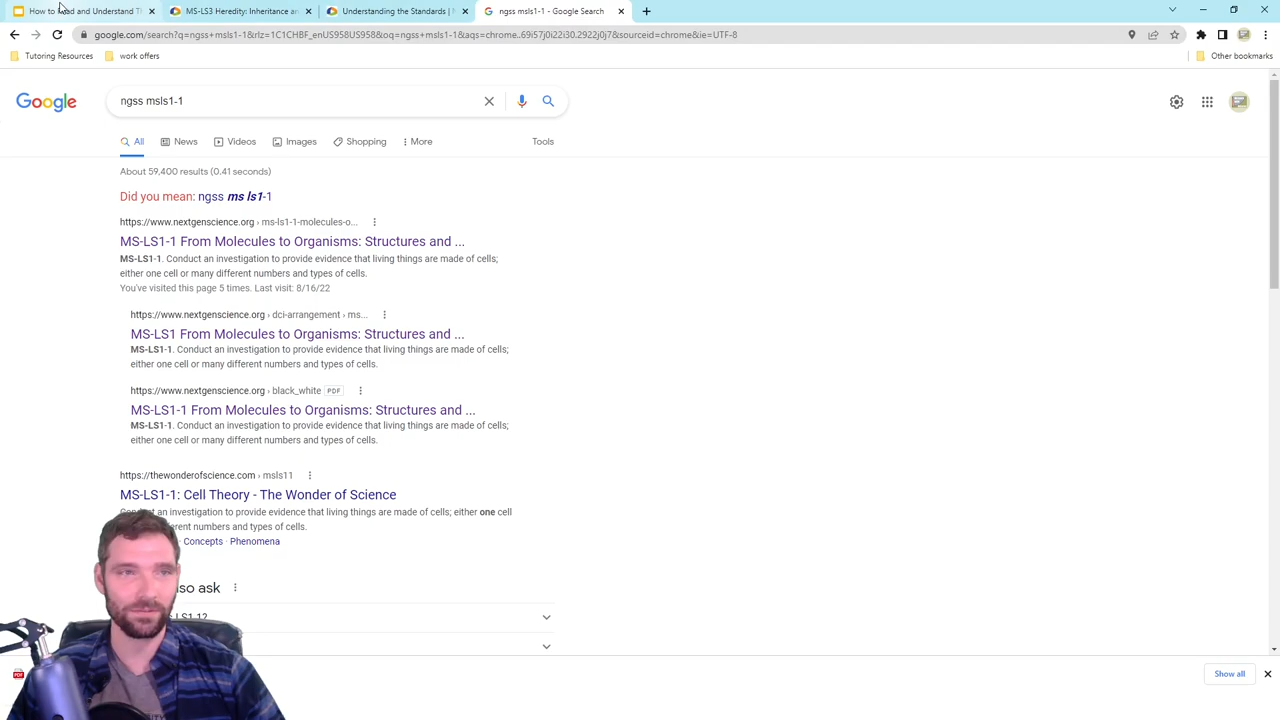 How to Read and Understand T
MS-LS3 Heredity: Inheritance an
Understanding the Standards | N
ngss msls1-1 - Google Search
google.com/search?q=ngss+msls1-1&rlz=1C1CHBF_enUS958US958&oq=ngss+msls1-1&aqs=chrome..69i57j0i22i30.2922j0j7&sourceid=chrome&ie=UTF-8
Tutoring Resources
work offers
Other bookmarks
Google
ngss msls1-1
All
News
Videos
Images
Shopping
More
Tools
About 59,400 results (0.41 seconds)
Did you mean: ngss ms ls1-1
https://www.nextgenscience.org › ms-ls1-1-molecules-o...
MS-LS1-1 From Molecules to Organisms: Structures and ...
MS-LS1-1. Conduct an investigation to provide evidence that living things are made of cells;
either one cell or many different numbers and types of cells.
You've visited this page 5 times. Last visit: 8/16/22
https://www.nextgenscience.org › dci-arrangement › ms...
MS-LS1 From Molecules to Organisms: Structures and ...
MS-LS1-1. Conduct an investigation to provide evidence that living things are made of cells;
either one cell or many different numbers and types of cells.
https://www.nextgenscience.org › black_white PDF
MS-LS1-1 From Molecules to Organisms: Structures and ...
MS-LS1-1. Conduct an investigation to provide evidence that living things are made of cells;
either one cell or many different numbers and types of cells.
https://thewonderofscience.com › msls11
MS-LS1-1: Cell Theory - The Wonder of Science
an investigation to provide evidence that living things are made of cells; either one cell
numbers and types of cells.
· Concepts · Phenomena
so ask
LS1-1?
Show all